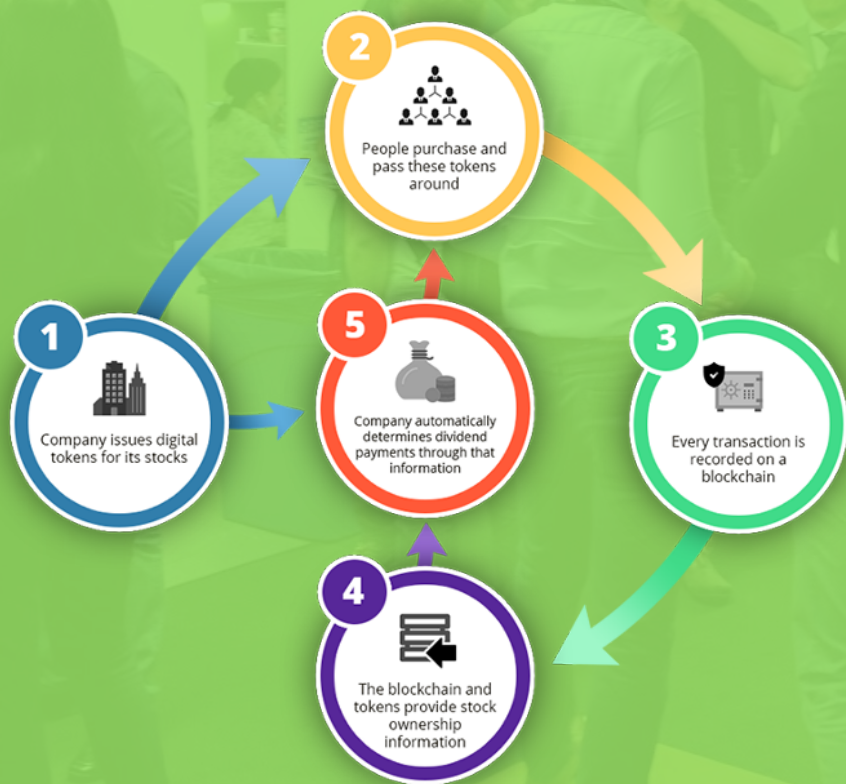 1
Company issues digital
tokens for its stocks
2
People purchase and
pass these tokens
around
3
Every transaction is
recorded on a
blockchain
4
The blockchain and
tokens provide stock
ownership
information
5
Company automatically
determines dividend
payments through that
information